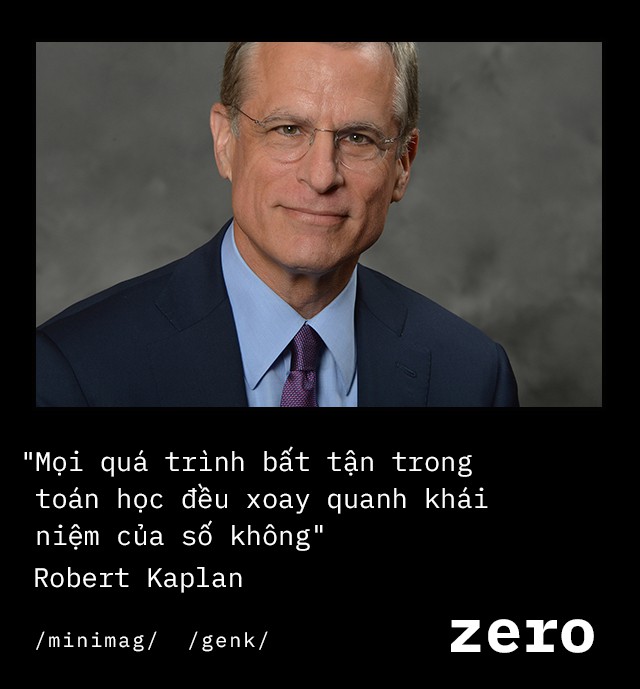 "Mọi quá trình bất tận trong
toán học đều xoay quanh khái
niệm của số không"
Robert Kaplan
/minimag/ /genk/
zero